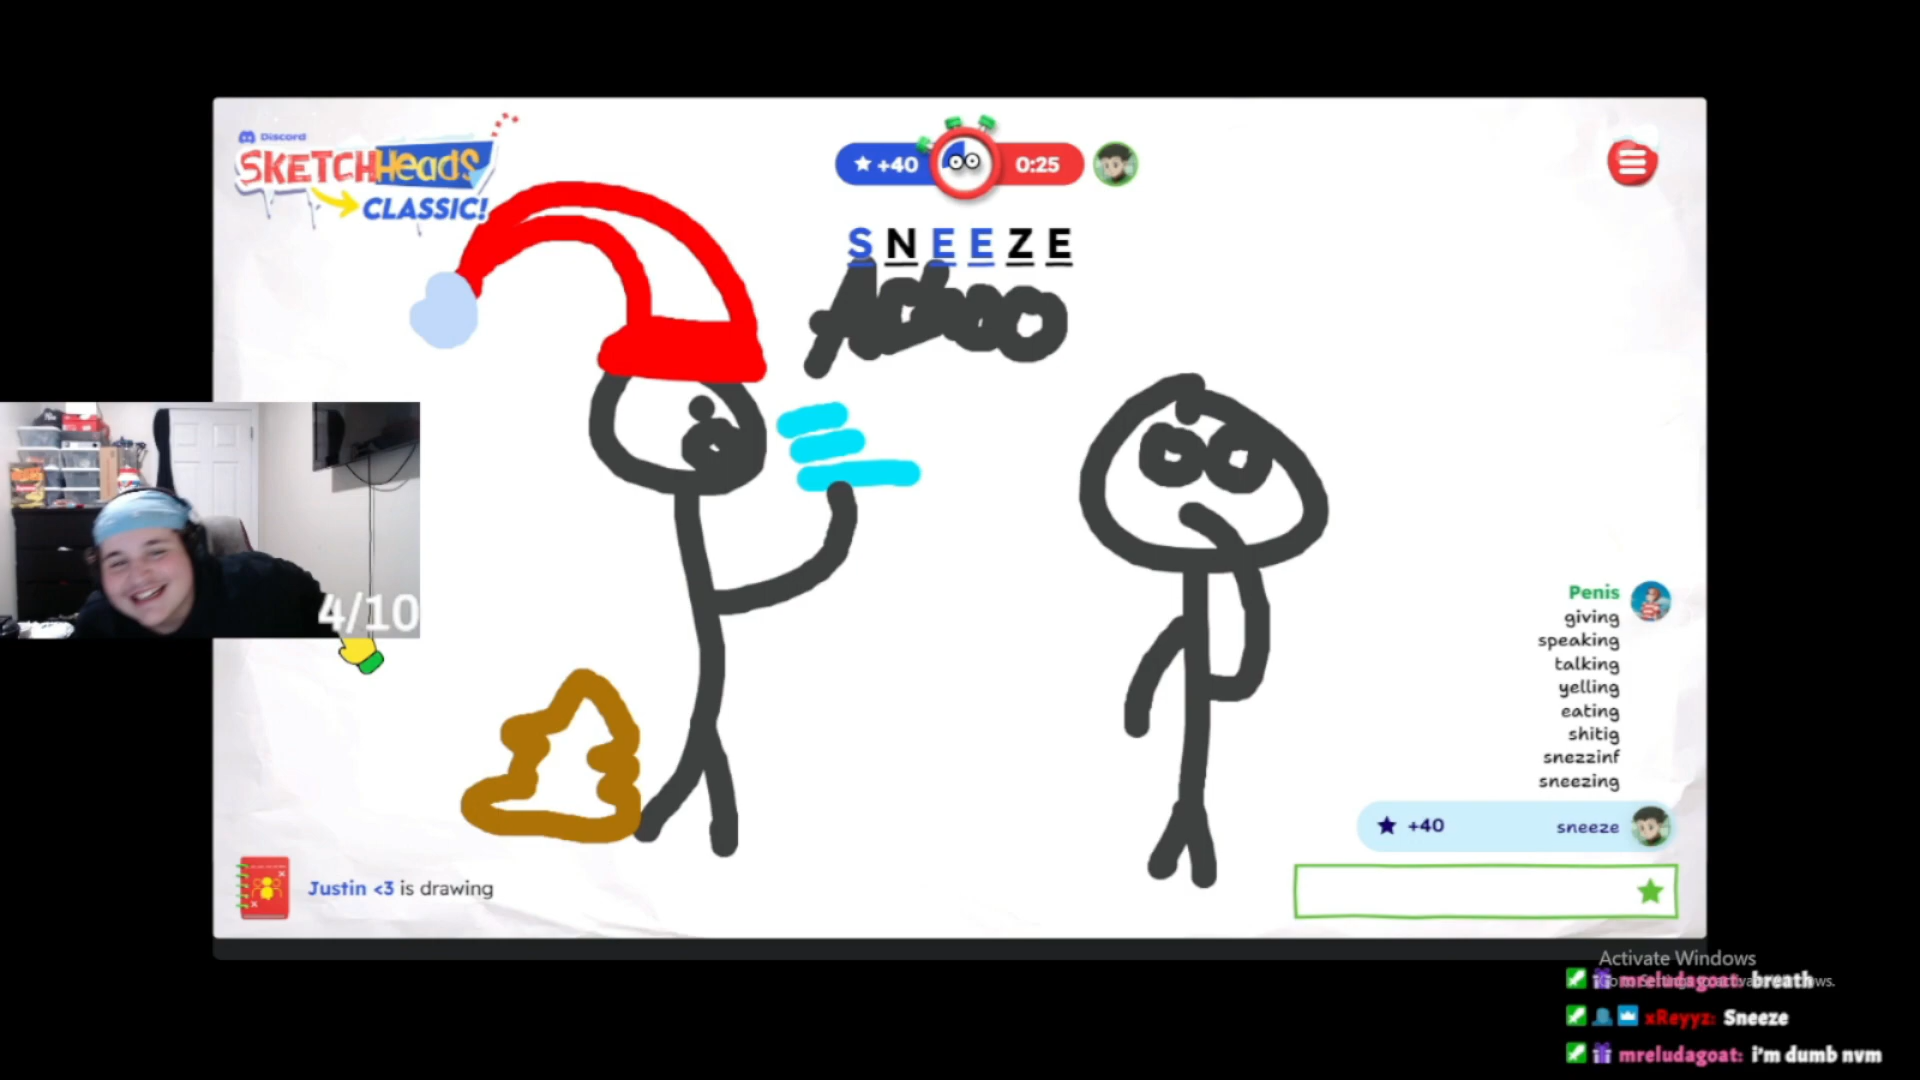 Discord
SKETCHHeadS
CLASSIC!
+40
0:25
SNEEZE
Achoo
4/10
Penis
giving
speaking
talking
yelling
eating
shitig
snezzinf
sneezing
+40 sneeze
Justin <3 is drawing
Activate Windows
mreludagoat: breath
xReyyz: Sneeze
mreludagoat: i'm dumb nvm